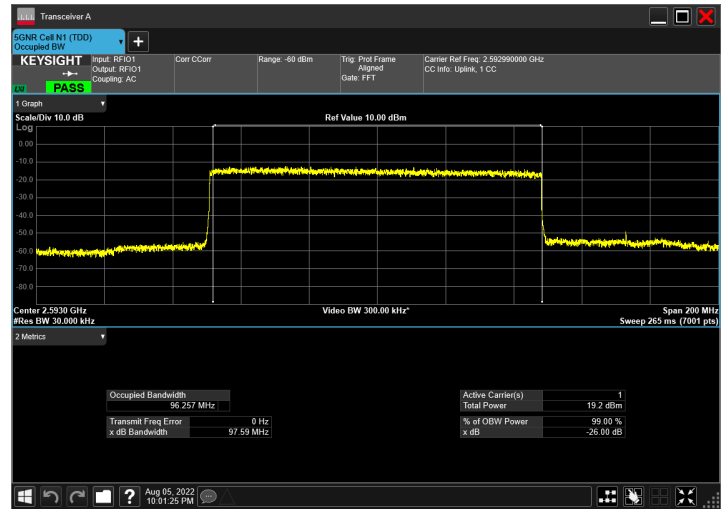 Transceiver A
5GNR Cell N1 (TDD)
Occupied BW
KEYSIGHT
LXI
PASS
Input: RFIO1
Output: RFIO1
Coupling: AC
Corr CCorr
Range: -60 dBm
Trig: Prot Frame
Aligned
Gate: FFT
Carrier Ref Freq: 2.592990000 GHz
CC Info: Uplink, 1 CC
1 Graph
Scale/Div 10.0 dB
Ref Value 10.00 dBm
Log
0.00
-10.0
-20.0
-30.0
-40.0
-50.0
-60.0
-70.0
-80.0
Center 2.5930 GHz
Video BW 300.00 kHz*
Span 200 MHz
#Res BW 30.000 kHz
Sweep 265 ms (7001 pts)
2 Metrics
Occupied Bandwidth
96.257 MHz
Transmit Freq Error 0 Hz
x dB Bandwidth 97.59 MHz
Active Carrier(s) 1
Total Power 19.2 dBm
% of OBW Power 99.00 %
x dB -26.00 dB
?
Aug 05, 2022
10:01:25 PM